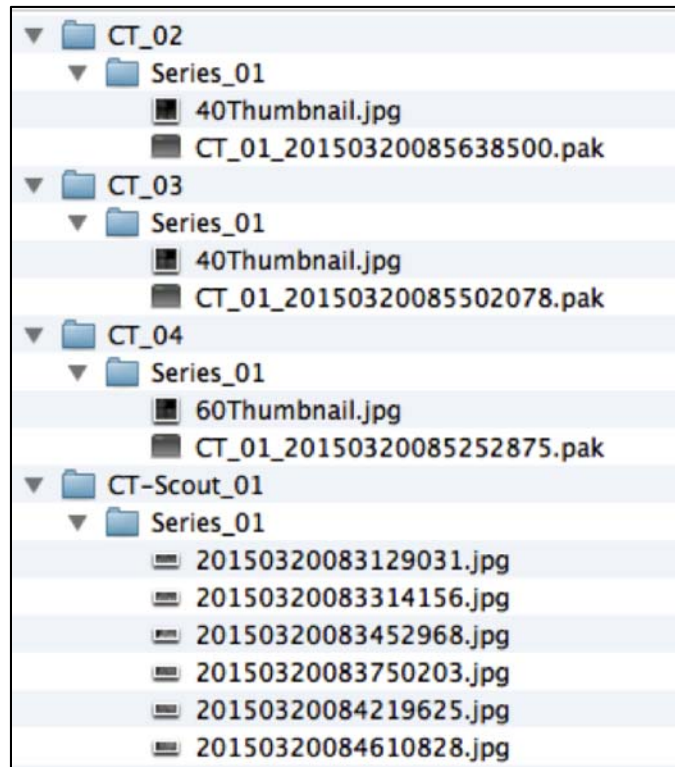 CT_02
Series_01
40Thumbnail.jpg
CT_01_20150320085638500.pak
CT_03
Series_01
40Thumbnail.jpg
CT_01_20150320085502078.pak
CT_04
Series_01
60Thumbnail.jpg
CT_01_20150320085252875.pak
CT-Scout_01
Series_01
20150320083129031.jpg
20150320083314156.jpg
20150320083452968.jpg
20150320083750203.jpg
20150320084219625.jpg
20150320084610828.jpg